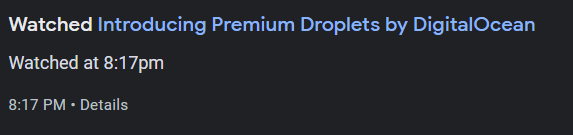 Watched Introducing Premium Droplets by DigitalOcean
Watched at 8:17pm
8:17 PM • Details